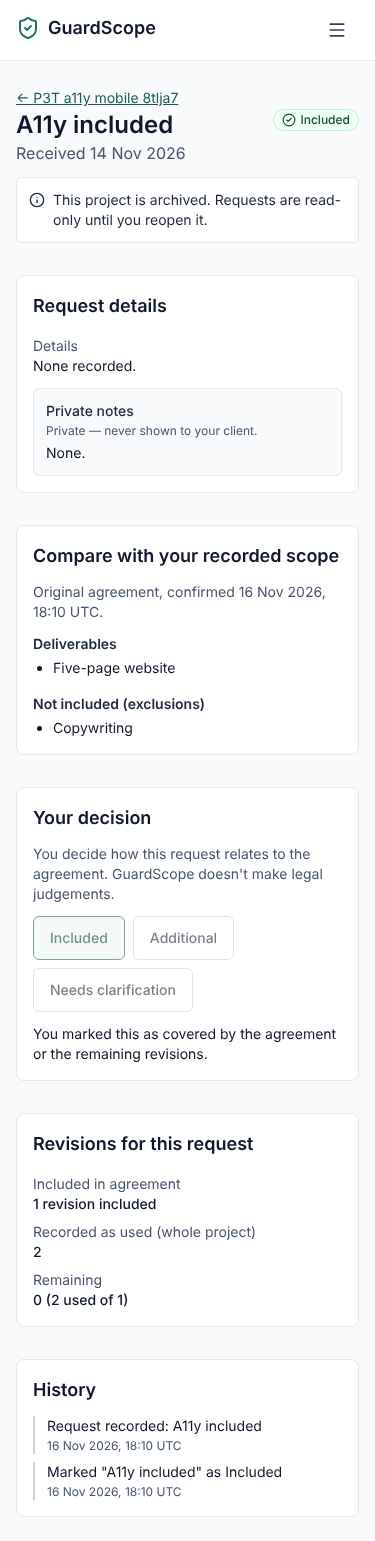 GuardScope
← P3T a11y mobile 8tlja7
A11y included
Included
Received 14 Nov 2026
This project is archived. Requests are read-
only until you reopen it.
Request details
Details
None recorded.
Private notes
Private — never shown to your client.
None.
Compare with your recorded scope
Original agreement, confirmed 16 Nov 2026,
18:10 UTC.
Deliverables
• Five-page website
Not included (exclusions)
• Copywriting
Your decision
You decide how this request relates to the
agreement. GuardScope doesn't make legal
judgements.
Included
Additional
Needs clarification
You marked this as covered by the agreement
or the remaining revisions.
Revisions for this request
Included in agreement
1 revision included
Recorded as used (whole project)
2
Remaining
0 (2 used of 1)
History
Request recorded: A11y included
16 Nov 2026, 18:10 UTC
Marked "A11y included" as Included
16 Nov 2026, 18:10 UTC